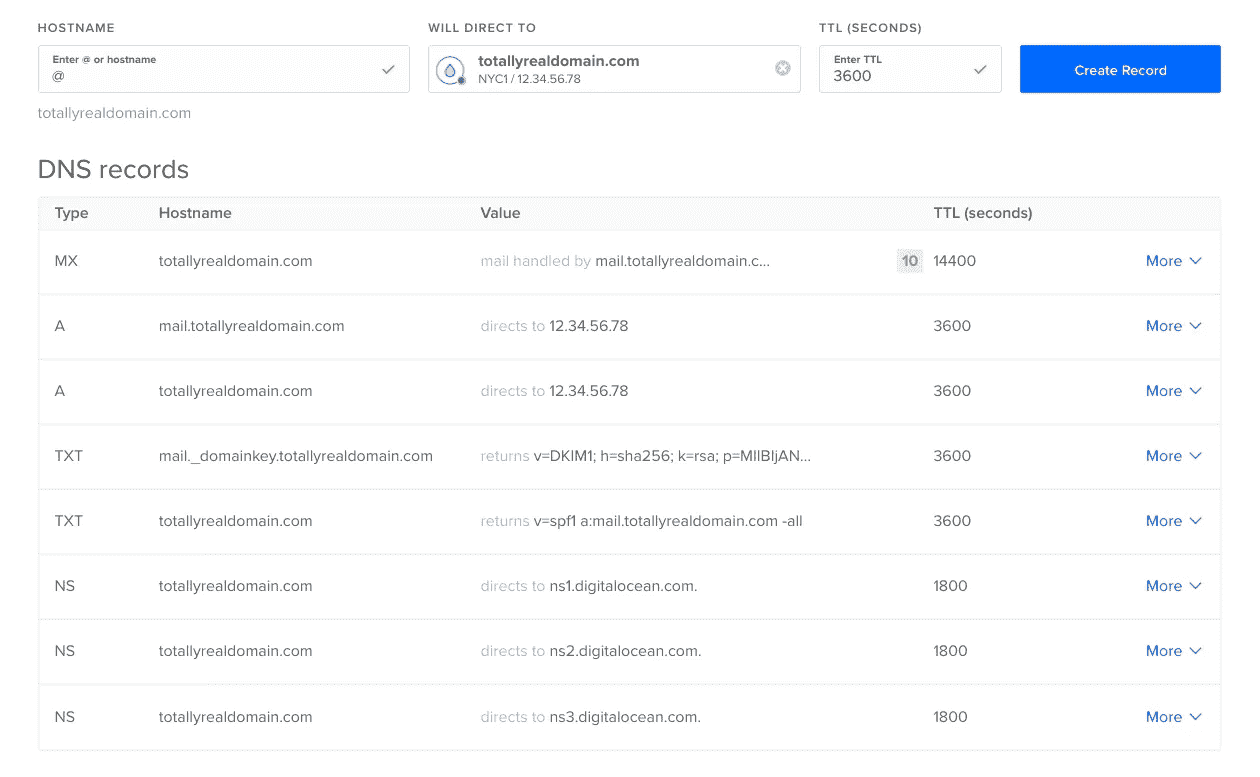 HOSTNAME WILL DIRECT TO TTL (SECONDS)
Enter @ or hostname
@
totallyrealdomain.com
NYC1 / 12.34.56.78
Enter TTL
3600
Create Record
totallyrealdomain.com
DNS records
Type Hostname Value TTL (seconds)
MX totallyrealdomain.com mail handled by mail.totallyrealdomain.c... 10 14400 More
A mail.totallyrealdomain.com directs to 12.34.56.78 3600 More
A totallyrealdomain.com directs to 12.34.56.78 3600 More
TXT mail._domainkey.totallyrealdomain.com returns v=DKIM1; h=sha256; k=rsa; p=MIIBIjAN... 3600 More
TXT totallyrealdomain.com returns v=spf1 a:mail.totallyrealdomain.com -all 3600 More
NS totallyrealdomain.com directs to ns1.digitalocean.com. 1800 More
NS totallyrealdomain.com directs to ns2.digitalocean.com. 1800 More
NS totallyrealdomain.com directs to ns3.digitalocean.com. 1800 More